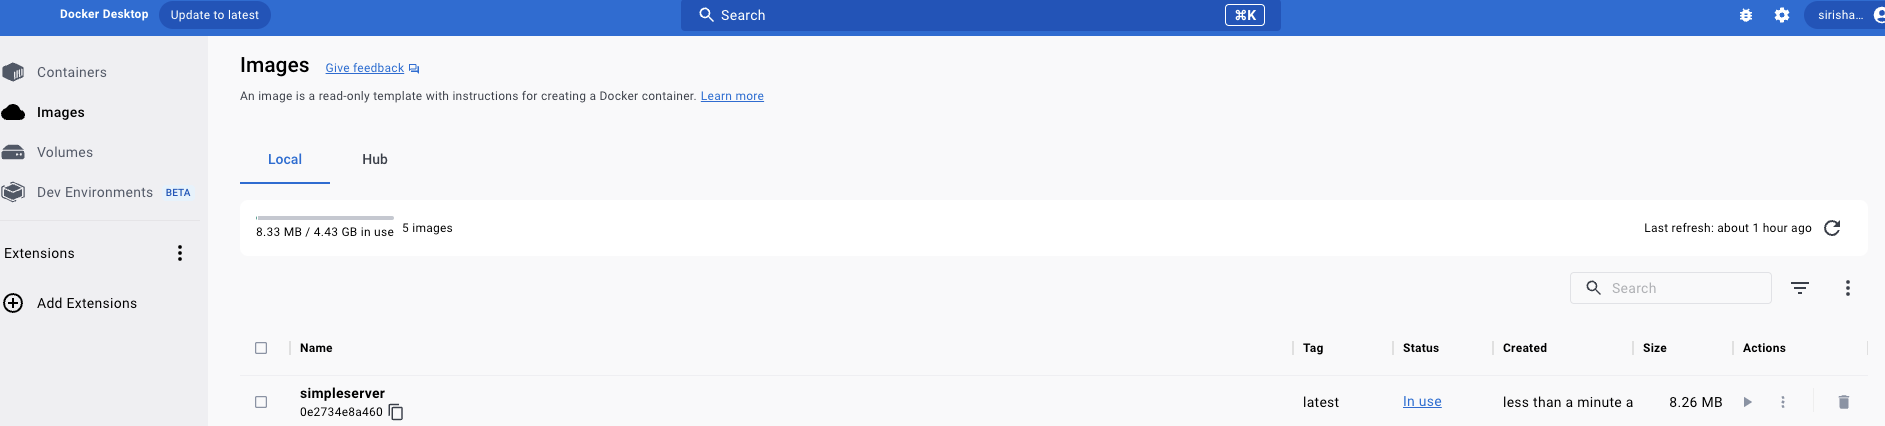 Docker Desktop Update to latest Search ⌘K sirisha...
Containers
Images
Volumes
Dev Environments BETA
Extensions
Add Extensions
Images Give feedback
An image is a read-only template with instructions for creating a Docker container. Learn more
Local Hub
8.33 MB / 4.43 GB in use 5 images Last refresh: about 1 hour ago
Search
Name Tag Status Created Size Actions
simpleserver
0e2734e8a460
latest In use less than a minute a 8.26 MB